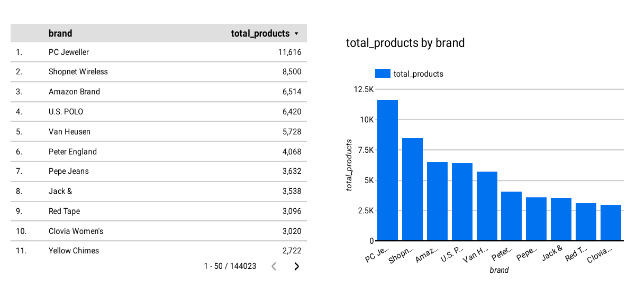 brand total_products
1. PC Jeweller 11,616
2. Shopnet Wireless 8,500
3. Amazon Brand 6,514
4. U.S. POLO 6,420
5. Van Heusen 5,728
6. Peter England 4,068
7. Pepe Jeans 3,632
8. Jack & 3,538
9. Red Tape 3,096
10. Clovia Women's 3,020
11. Yellow Chimes 2,722
1 - 50 / 144023
total_products by brand
total_products
12.5K
10K
7.5K
5K
2.5K
0
total_products
PC Je... Shopn... Amaz... U.S. P... Van H... Peter... Pepe... Jack & Red T... Clovia...
brand